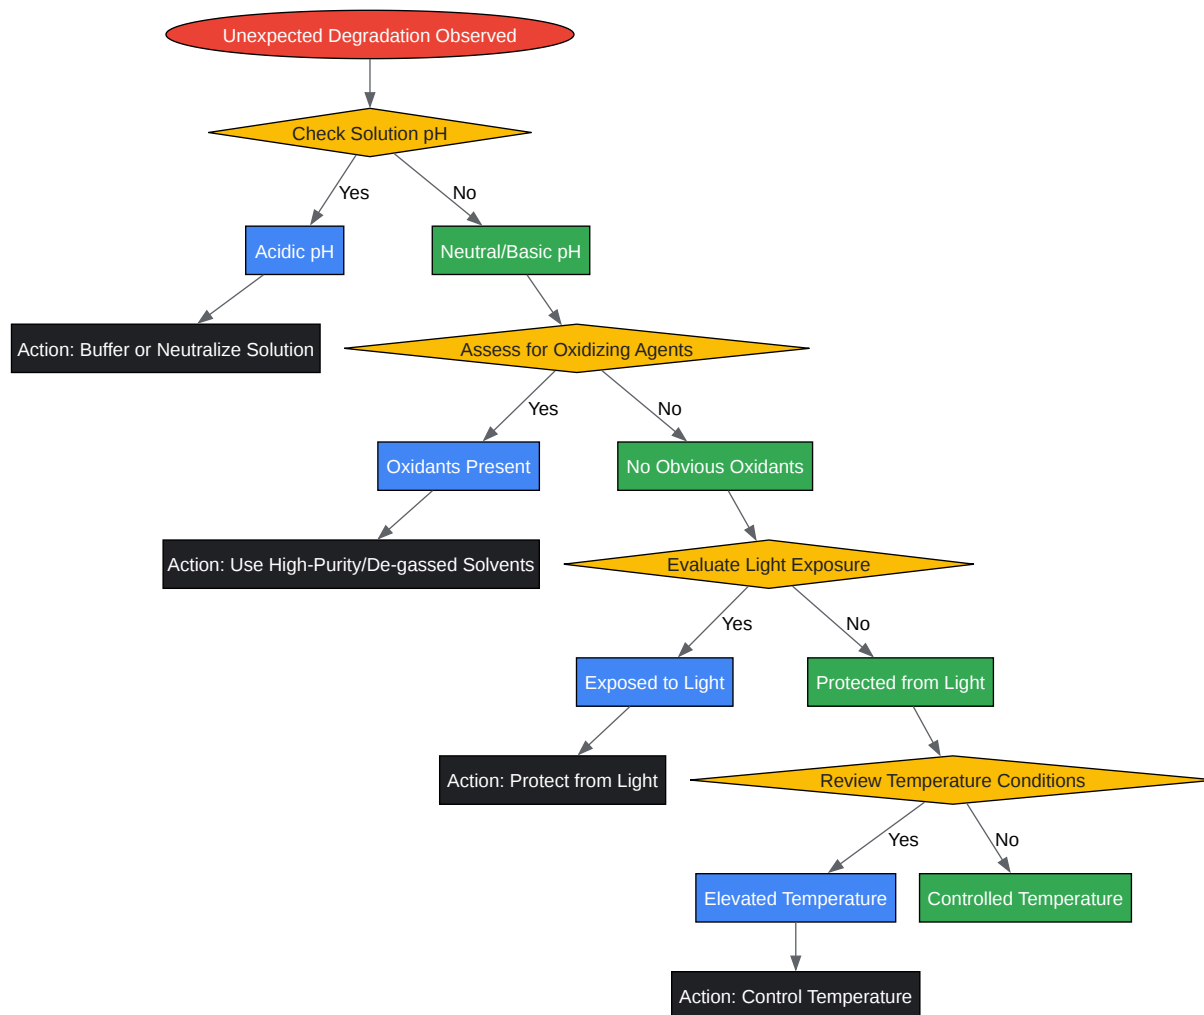 Unexpected Degradation Observed
Check Solution pH
Yes
No
Acidic pH
Neutral/Basic pH
Action: Buffer or Neutralize Solution
Assess for Oxidizing Agents
Yes
No
Oxidants Present
No Obvious Oxidants
Action: Use High-Purity/De-gassed Solvents
Evaluate Light Exposure
Yes
No
Exposed to Light
Protected from Light
Action: Protect from Light
Review Temperature Conditions
Yes
No
Elevated Temperature
Controlled Temperature
Action: Control Temperature